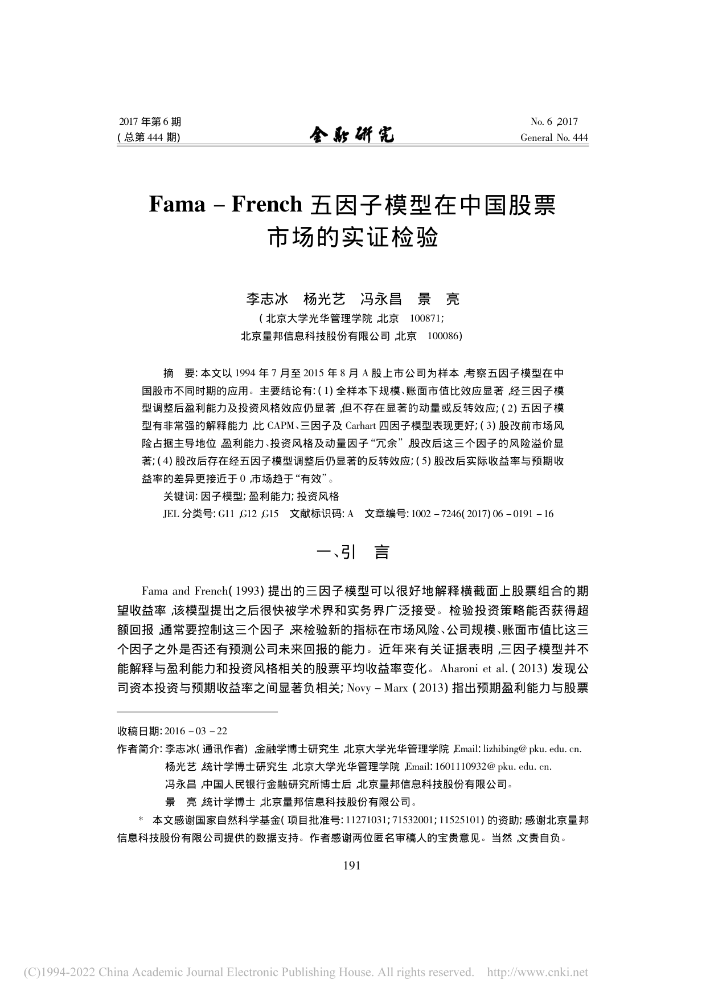 2017 年第 6 期
(总第 444 期)
金融研究
No. 6, 2017
General No. 444
Fama – French 五因子模型在中国股票
市场的实证检验
李志冰 杨光艺 冯永昌 景 亮
(北京大学光华管理学院,北京 100871;
北京量邦信息科技股份有限公司,北京 100086)
摘 要:本文以 1994 年 7 月至 2015 年 8 月 A 股上市公司为样本,考察五因子模型在中
国股市不同时期的应用。主要结论有:(1)全样本下规模、账面市值比效应显著,经三因子模
型调整后盈利能力及投资风格效应仍显著,但不存在显著的动量或反转效应;(2)五因子模
型有非常强的解释能力,比 CAPM、三因子及 Carhart 四因子模型表现更好;(3)股改前市场风
险占据主导地位,盈利能力、投资风格及动量因子“冗余”,股改后这三个因子的风险溢价显
著;(4)股改后存在经五因子模型调整后仍显著的反转效应;(5)股改后实际收益率与预期收
益率的差异更接近于 0,市场趋于“有效”。
关键词:因子模型;盈利能力;投资风格
JEL 分类号:G11,G12,G15 文献标识码:A 文章编号:1002 – 7246(2017)06 – 0191 – 16
一、引 言
Fama and French(1993)提出的三因子模型可以很好地解释横截面上股票组合的期
望收益率,该模型提出之后很快被学术界和实务界广泛接受。检验投资策略能否获得超
额回报,通常要控制这三个因子,来检验新的指标在市场风险、公司规模、账面市值比这三
个因子之外是否还有预测公司未来回报的能力。近年来有关证据表明,三因子模型并不
能解释与盈利能力和投资风格相关的股票平均收益率变化。Aharoni et al.(2013)发现公
司资本投资与预期收益率之间显著负相关;Novy – Marx(2013)指出预期盈利能力与股票
收稿日期:2016 – 03 – 22
作者简介:李志冰(通讯作者),金融学博士研究生,北京大学光华管理学院,Email:lizhibing@ pku. edu. cn.
杨光艺,统计学博士研究生,北京大学光华管理学院,Email:1601110932@ pku. edu. cn.
冯永昌,中国人民银行金融研究所博士后,北京量邦信息科技股份有限公司。
景 亮,统计学博士,北京量邦信息科技股份有限公司。
* 本文感谢国家自然科学基金(项目批准号:11271031;71532001;11525101)的资助;感谢北京量邦
信息科技股份有限公司提供的数据支持。作者感谢两位匿名审稿人的宝贵意见。当然,文责自负。
191
(C)1994-2022 China Academic Journal Electronic Publishing House. All rights reserved. http://www.cnki.net